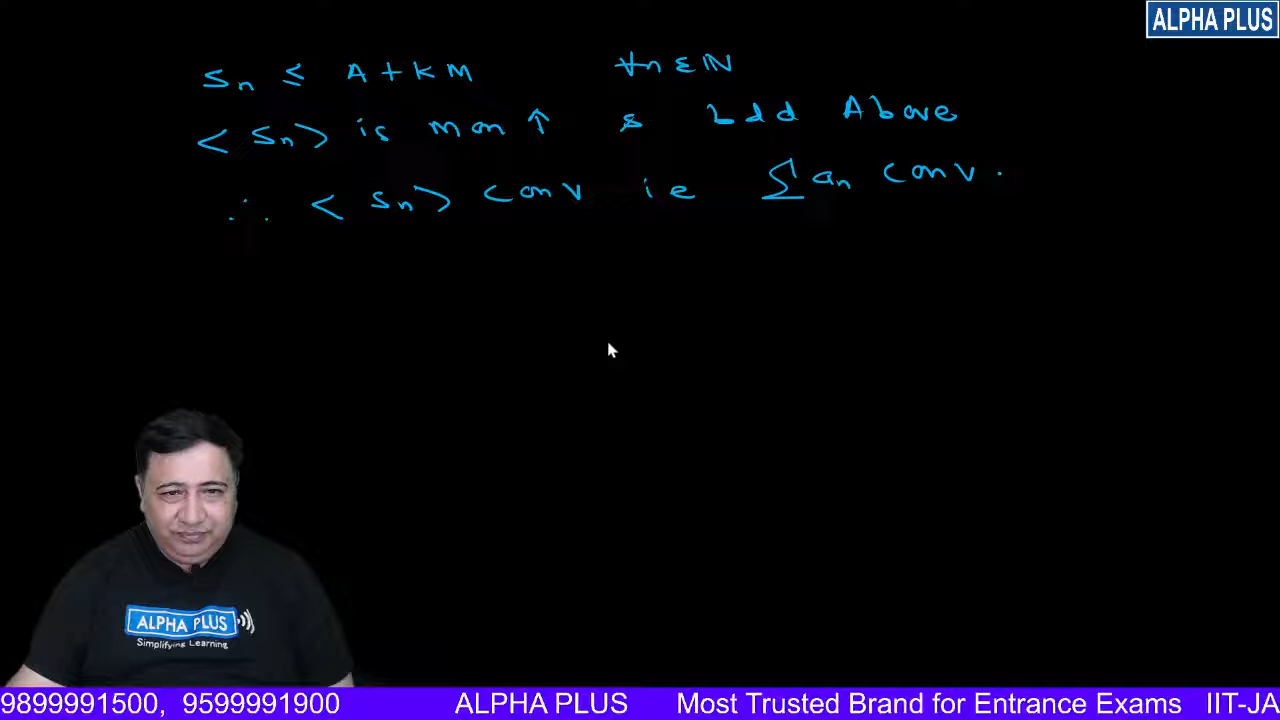 ALPHA PLUS
Sn ≤ A + K M ∀n ∈ ℕ
< Sn > is mon ↑ & bdd Above
∴ < Sn > conv ie ∑an conv.
ALPHA PLUS
Simplifying Learning
9899991500, 9599991900 ALPHA PLUS Most Trusted Brand for Entrance Exams IIT-JA